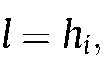 l = h_i,